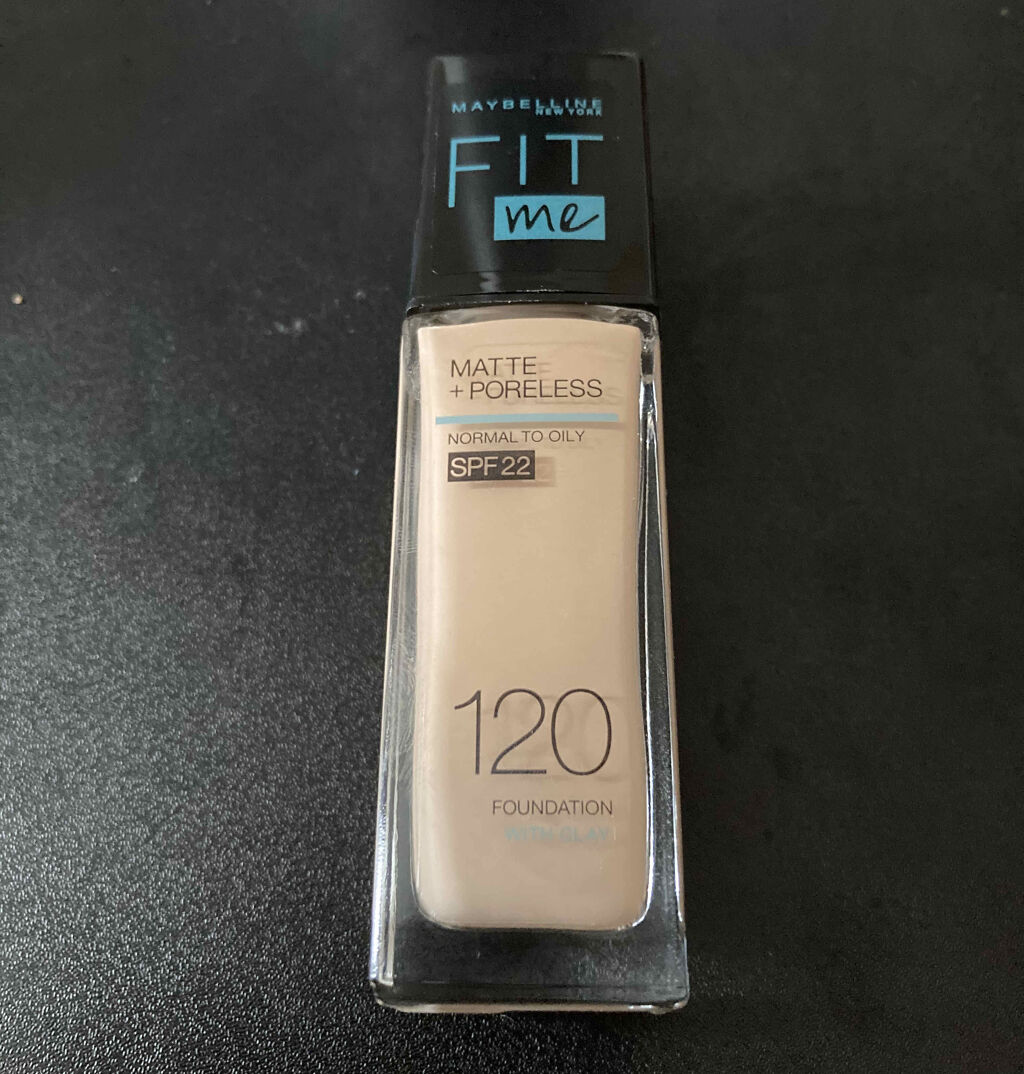 MAYBELLINE
NEW YORK
FIT
me
MATTE
+ PORELESS
NORMAL TO OILY
SPF 22
120
FOUNDATION
WITH CLAY